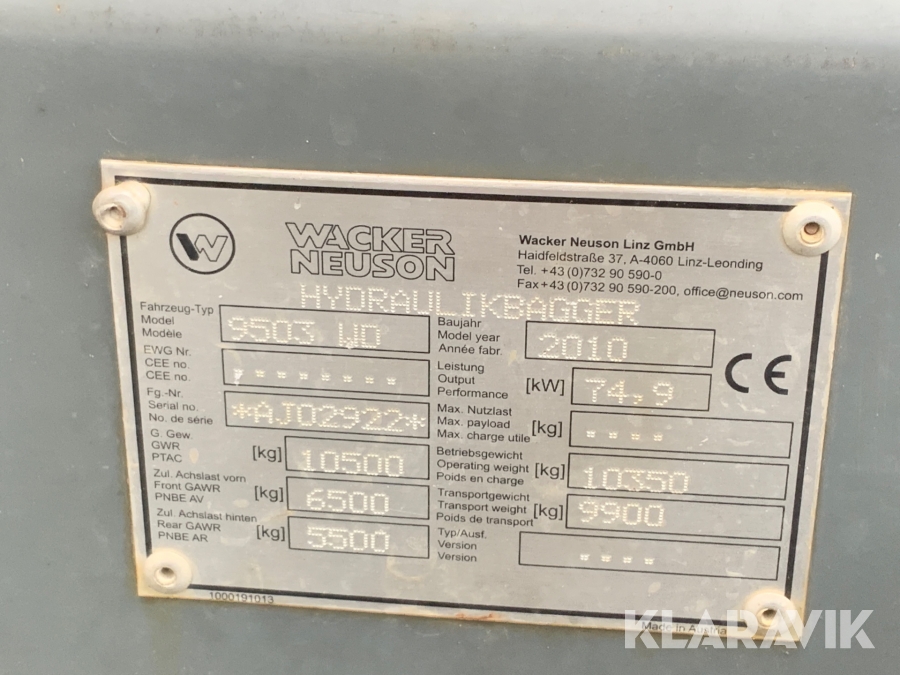 W
WACKER
NEUSON
Wacker Neuson Linz GmbH
Haidfeldstraße 37, A-4060 Linz-Leonding
Tel. +43(0)732 90 590-0
Fax+43(0)732 90 590-200, office@neuson.com
HYDRAULIKBAGGER
Fahrzeug-Typ
Model
Modèle
9503 WD
Baujahr
Model year
Année fabr.
2010
CE
EWG Nr.
CEE no.
CEE no.
,.......
Leistung
Output
Performance
[kW]
74,9
Fg.-Nr.
Serial no.
No. de série
*AJ02922*
Max. Nutzlast
Max. payload
Max. charge utile
[kg]
....
G. Gew.
GWR
PTAC
[kg]
10500
Betriebsgewicht
Operating weight
Poids en charge
[kg]
10350
Zul. Achslast vorn
Front GAWR
PNBE AV
[kg]
6500
Transportgewicht
Transport weight
Poids de transport
[kg]
9900
Zul. Achslast hinten
Rear GAWR
PNBE AR
[kg]
5500
Typ/Ausf.
Version
Version
....
1000191013
Made in Austria
KLARAVIK